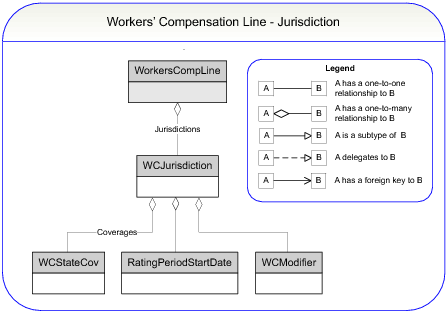 Workers' Compensation Line - Jurisdiction
WorkersCompLine
Jurisdictions
WCJurisdiction
Coverages
WCStateCov
RatingPeriodStartDate
WCModifier
Legend
A B A has a one-to-one
relationship to B
A B A has a one-to-many
relationship to B
A B A is a subtype of B
A B A delegates to B
A B A has a foreign key to B